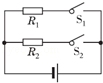 R₁ S₁
R₂ S₂